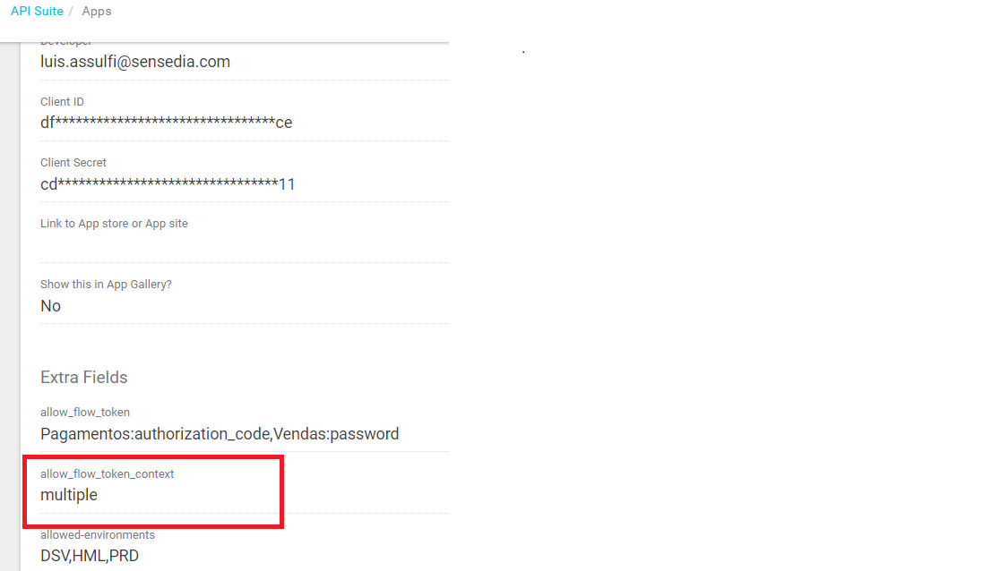 API Suite / Apps
Developer
luis.assulfi@sensedia.com
Client ID
df********************************ce
Client Secret
cd********************************11
Link to App store or App site
Show this in App Gallery?
No
Extra Fields
allow_flow_token
Pagamentos:authorization_code,Vendas:password
allow_flow_token_context
multiple
allowed-environments
DSV,HML,PRD